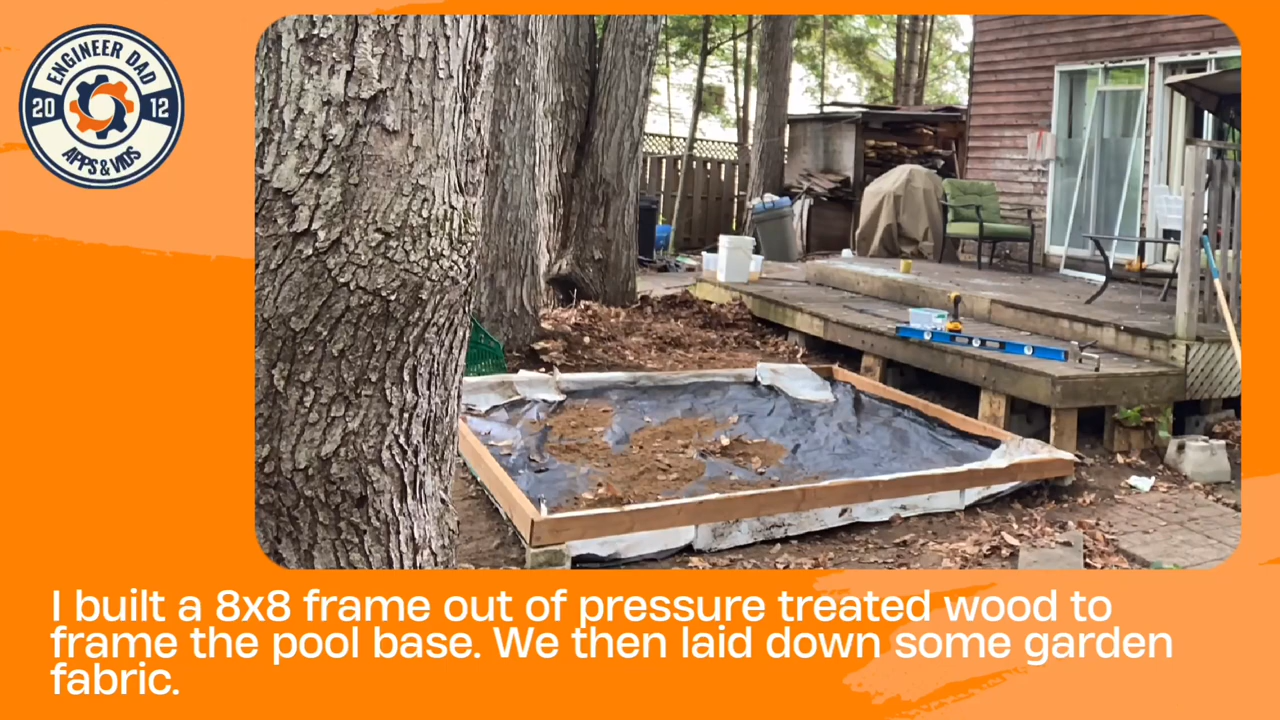 ENGINEER DAD
20 12
APPS & VIDS
I built a 8x8 frame out of pressure treated wood to
frame the pool base. We then laid down some garden
fabric.